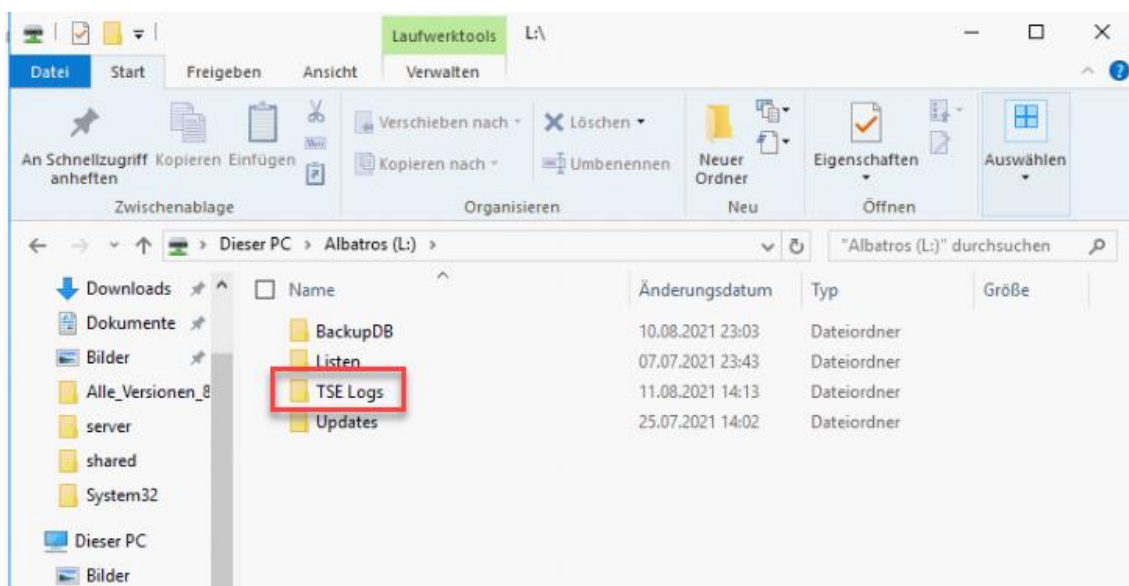 Laufwerktools L:\
Datei Start Freigeben Ansicht Verwalten
An Schnellzugriff anheften
Kopieren Einfügen
Verschieben nach
Kopieren nach
Löschen
Umbenennen
Neuer Ordner
Eigenschaften
Auswählen
Zwischenablage Organisieren Neu Öffnen
Dieser PC > Albatros (L:) > "Albatros (L:)" durchsuchen
Downloads
Dokumente
Bilder
Alle_Versionen_8
server
shared
System32
Dieser PC
Bilder
Name Änderungsdatum Typ Größe
BackupDB 10.08.2021 23:03 Dateiordner
Listen 07.07.2021 23:43 Dateiordner
TSE Logs 11.08.2021 14:13 Dateiordner
Updates 25.07.2021 14:02 Dateiordner